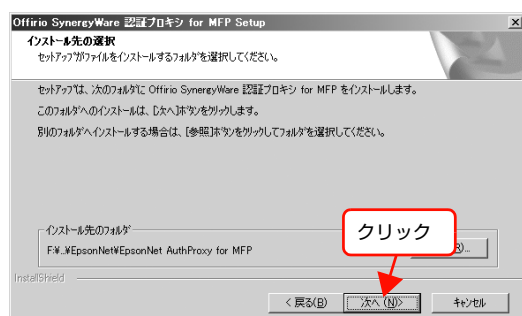 Offirio SynergyWare 認証プロキシ for MFP Setup
インストール先の選択
セットアップがファイルをインストールするフォルダを選択してください。
セットアップは、次のフォルダに Offirio SynergyWare 認証プロキシ for MFP をインストールします。
このフォルダへのインストールは、[次へ]ボタンをクリックします。
別のフォルダへインストールする場合は、[参照]ボタンをクリックしてフォルダを選択してください。
インストール先のフォルダ
F:¥..¥EpsonNet¥EpsonNet AuthProxy for MFP
クリック
R)...
InstallShield
< 戻る(B)
次へ(N)>
キャンセル